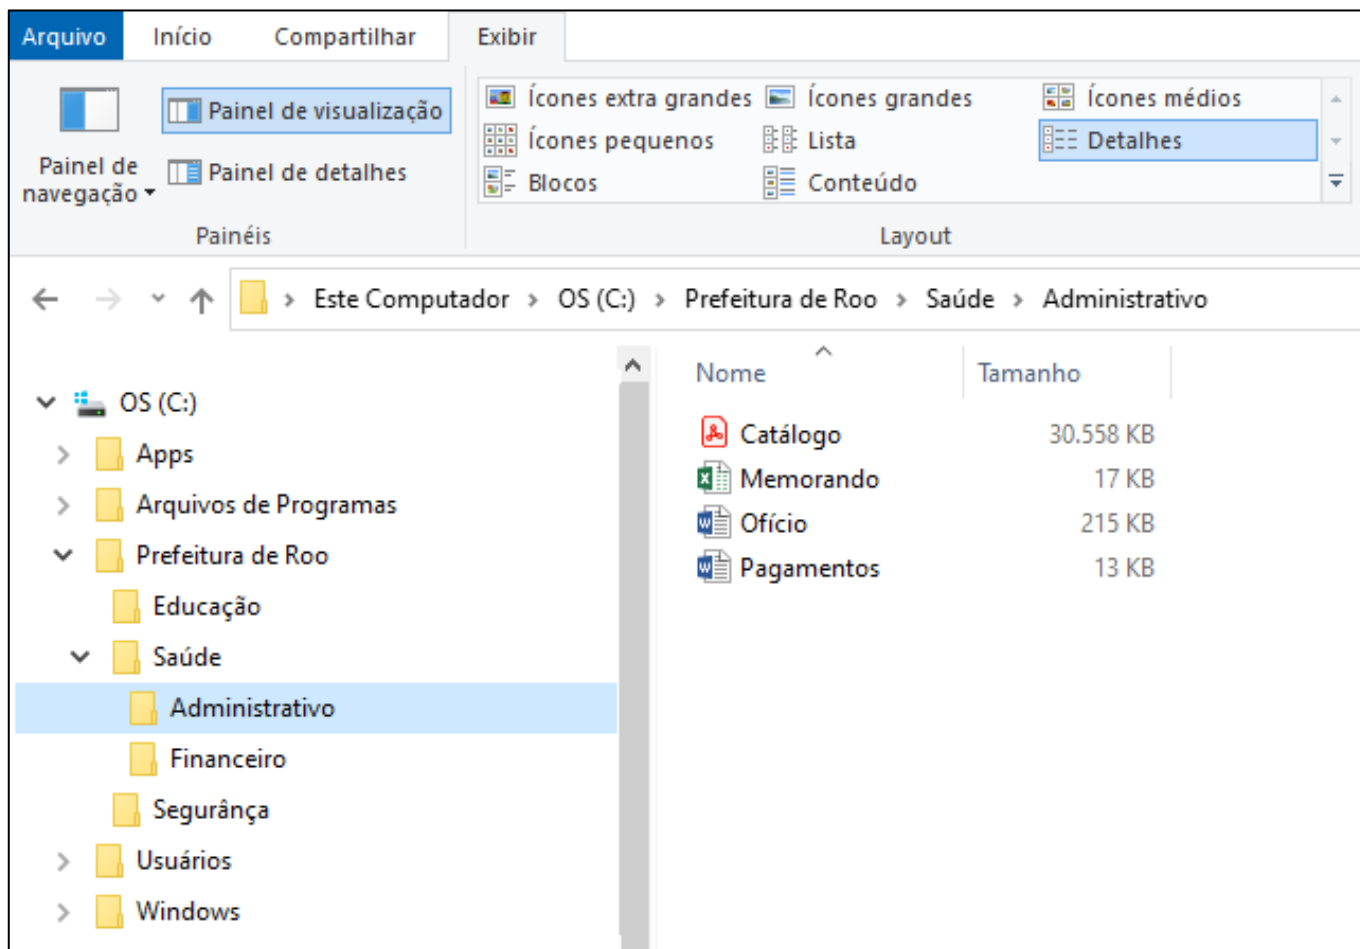 Arquivo Início Compartilhar Exibir
Painel de navegação
Painel de visualização
Painel de detalhes
Painéis
Ícones extra grandes Ícones grandes Ícones médios
Ícones pequenos Lista Detalhes
Blocos Conteúdo
Layout
Este Computador > OS (C:) > Prefeitura de Roo > Saúde > Administrativo
OS (C:)
Apps
Arquivos de Programas
Prefeitura de Roo
Educação
Saúde
Administrativo
Financeiro
Segurânça
Usuários
Windows
Nome Tamanho
Catálogo 30.558 KB
Memorando 17 KB
Ofício 215 KB
Pagamentos 13 KB